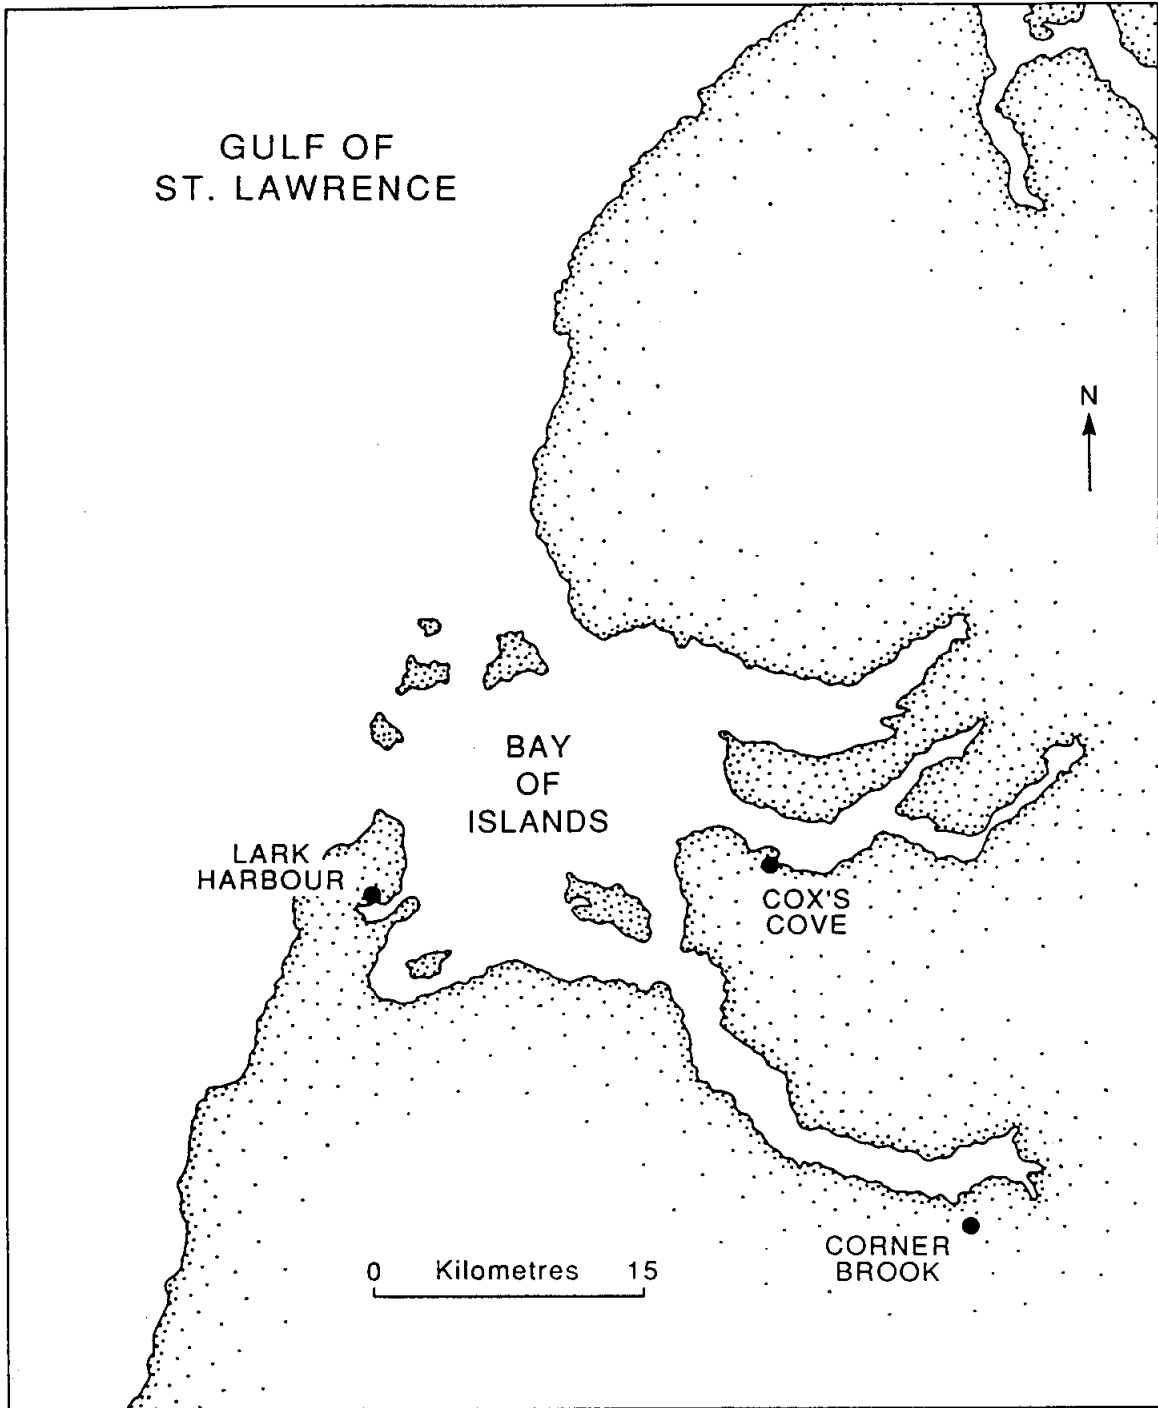 GULF OF
ST. LAWRENCE
N
BAY
OF
ISLANDS
LARK
HARBOUR
COX'S
COVE
CORNER
BROOK
0 Kilometres 15